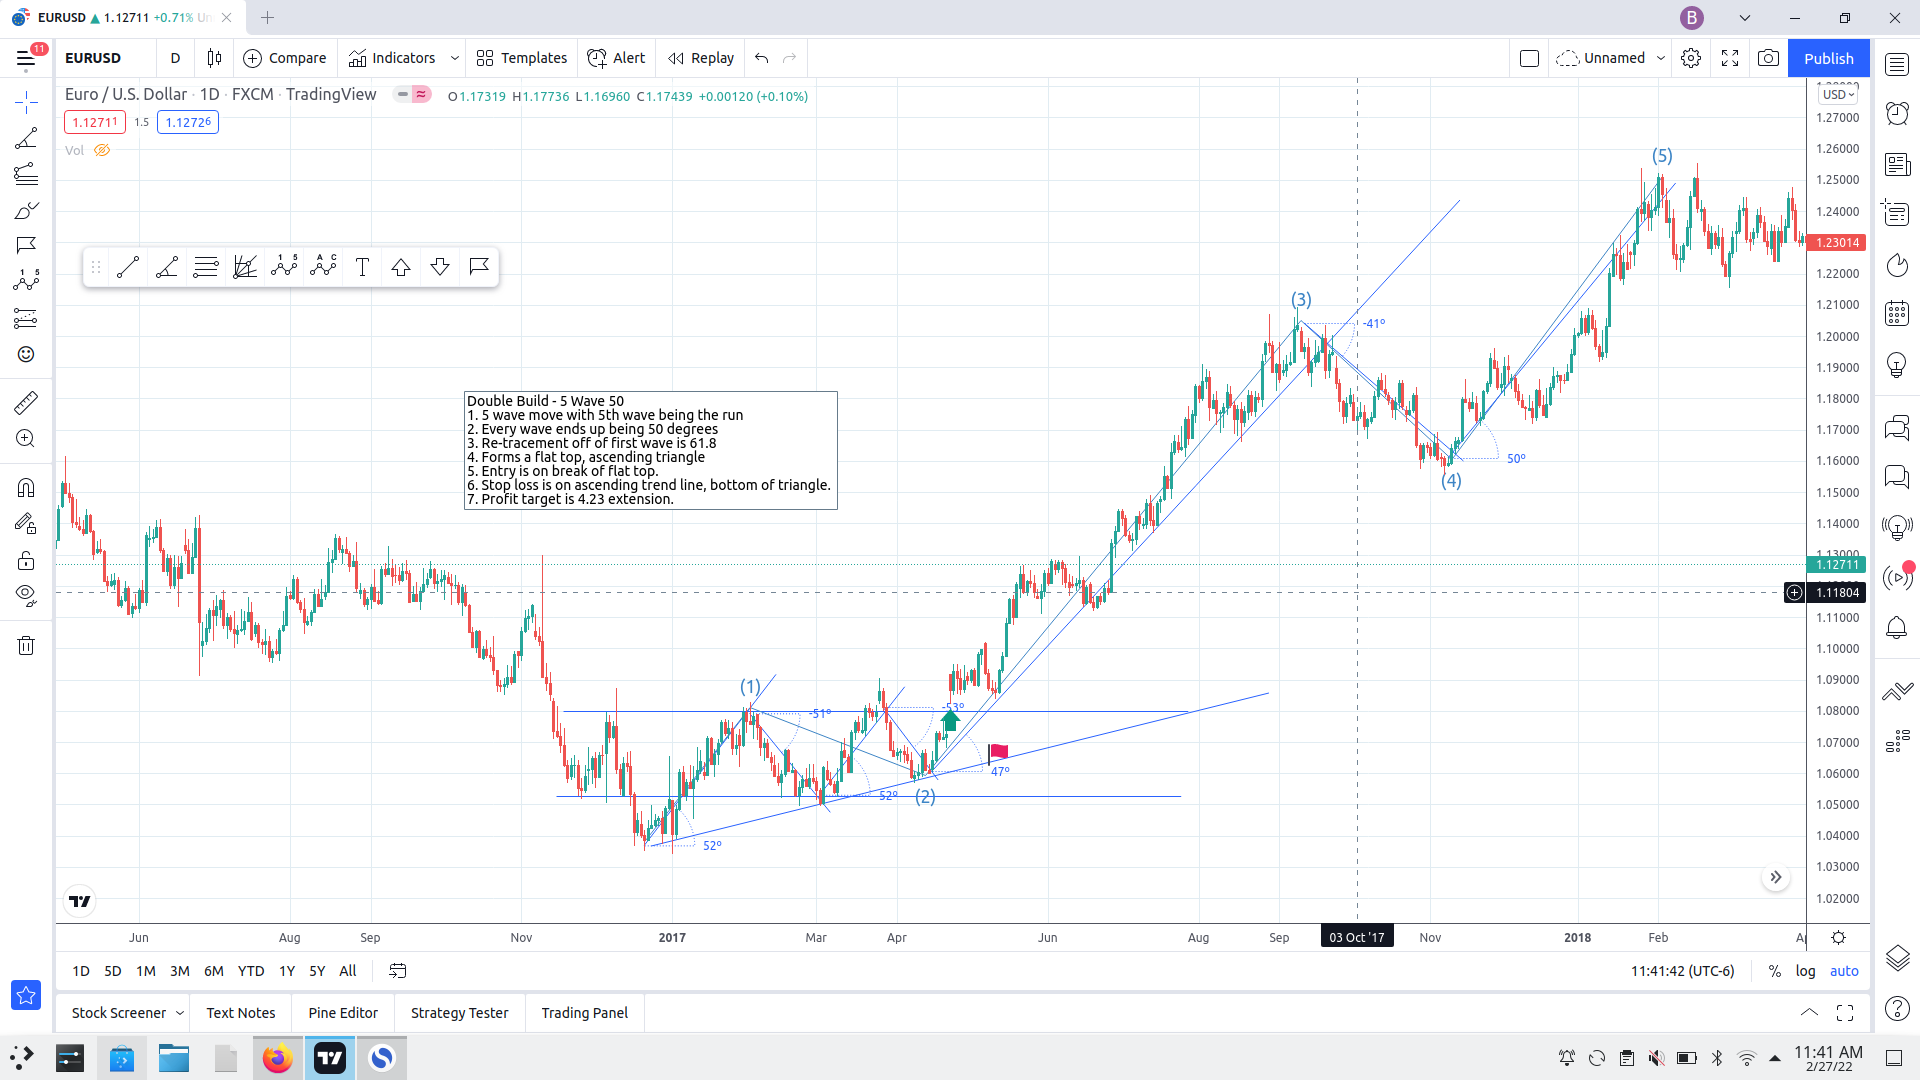 EURUSD ▲ 1.12711 +0.71% Un
B
11
EURUSD D Compare Indicators Templates Alert Replay Unnamed Publish
Euro / U.S. Dollar · 1D · FXCM · TradingView O1.17319 H1.17736 L1.16960 C1.17439 +0.00120 (+0.10%)
1.12711 1.5 1.12726
Vol
USD
1.27000
1.26000
1.25000
1.24000
1.23014
1.22000
1.21000
1.20000
1.19000
1.18000
1.17000
1.16000
1.15000
1.14000
1.13000
1.12711
1.11804
1.11000
1.10000
1.09000
1.08000
1.07000
1.06000
1.05000
1.04000
1.03000
1.02000
1 5 A C T
Double Build - 5 Wave 50
1. 5 wave move with 5th wave being the run
2. Every wave ends up being 50 degrees
3. Re-tracement off of first wave is 61.8
4. Forms a flat top, ascending triangle
5. Entry is on break of flat top.
6. Stop loss is on ascending trend line, bottom of triangle.
7. Profit target is 4.23 extension.
(5)
(3)
-41º
50º
(4)
(1)
-51º
-53º
47º
52º
(2)
52º
Jun Aug Sep Nov 2017 Mar Apr Jun Aug Sep 03 Oct '17 Nov 2018 Feb
1D 5D 1M 3M 6M YTD 1Y 5Y All 11:41:42 (UTC-6) % log auto
Stock Screener Text Notes Pine Editor Strategy Tester Trading Panel
11:41 AM
2/27/22